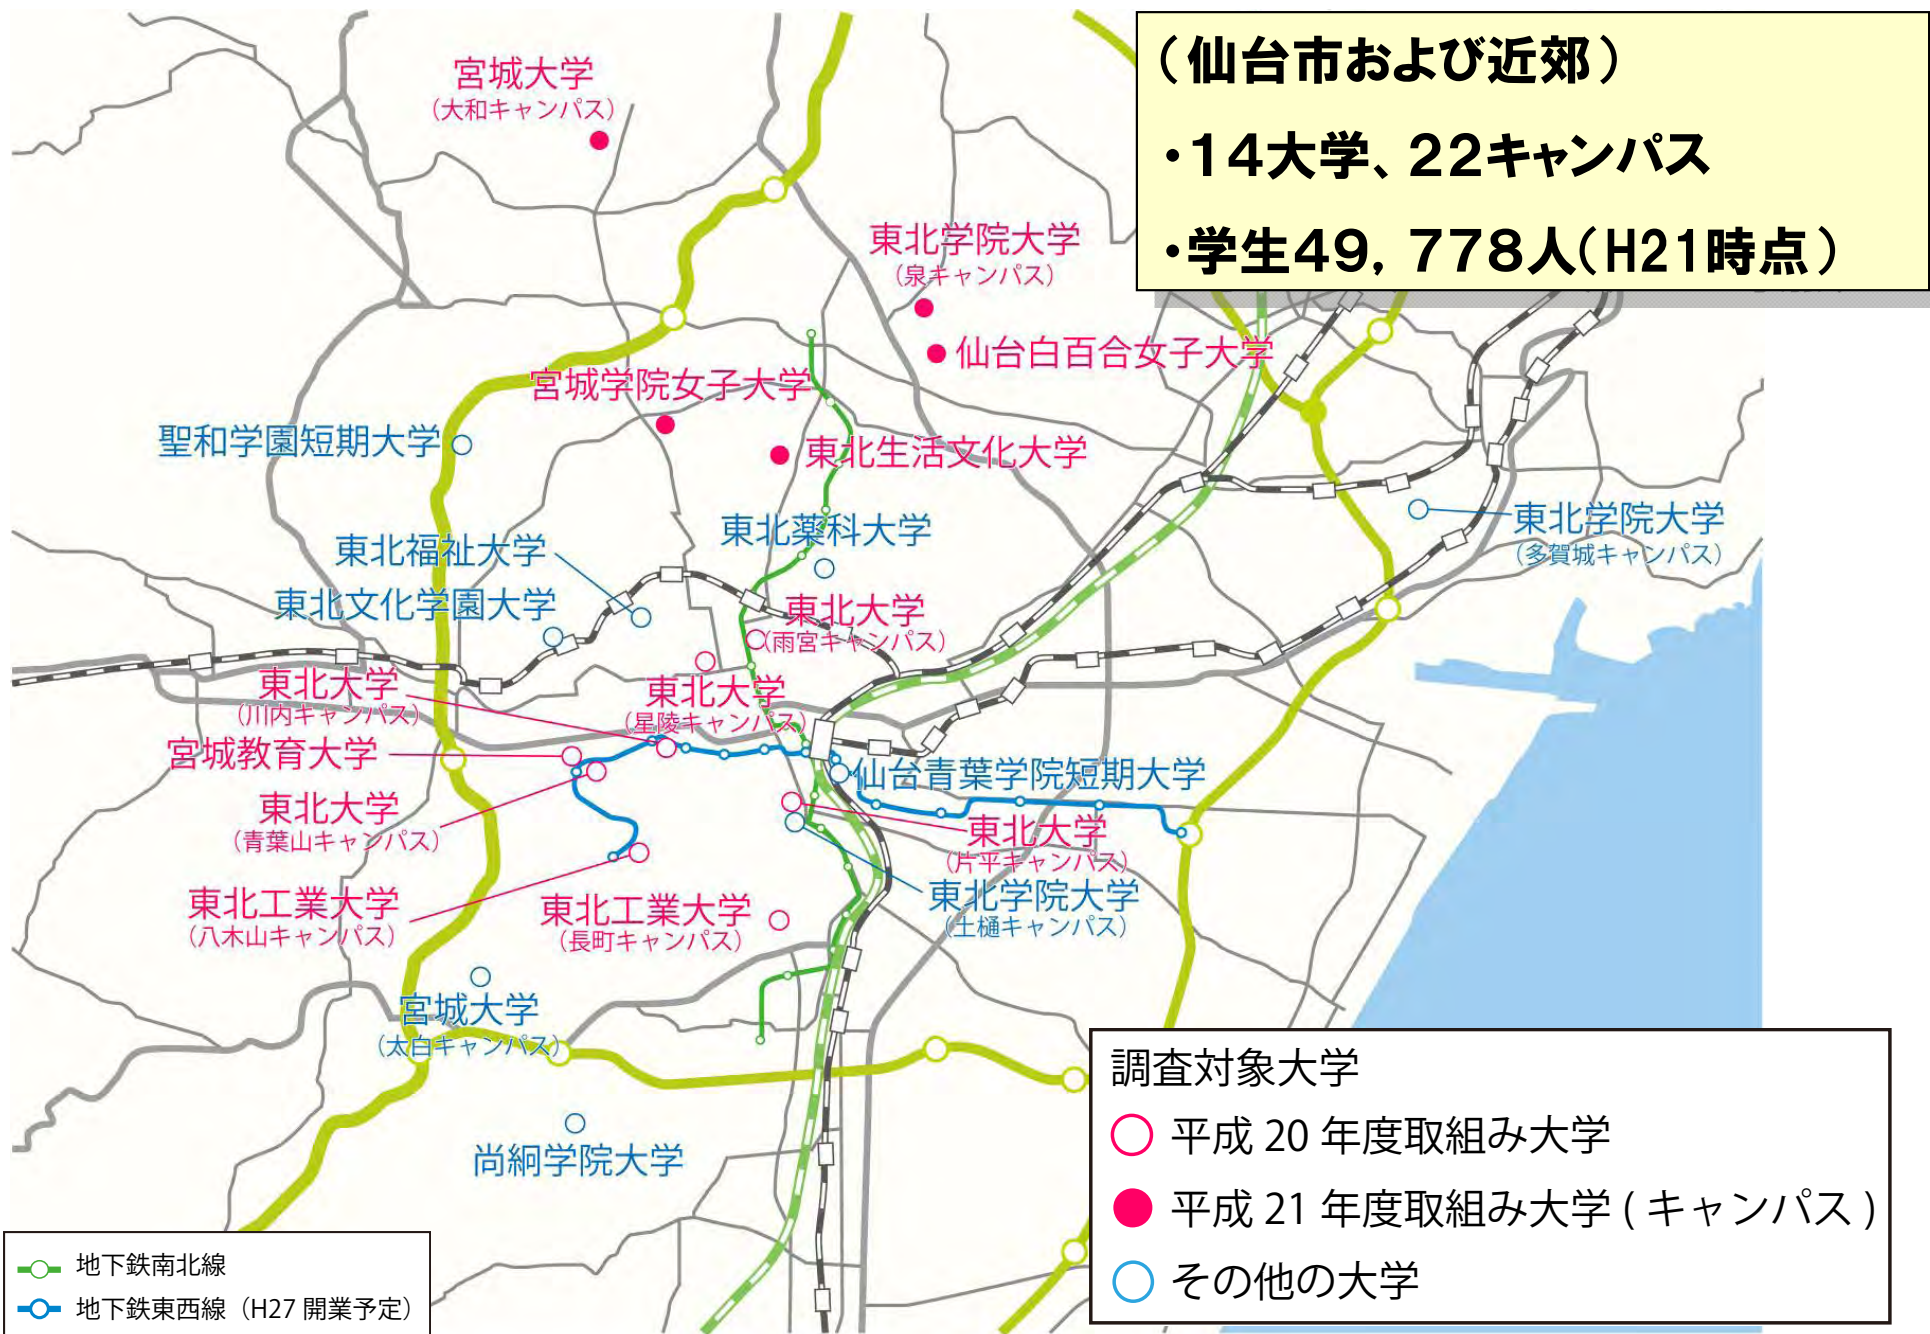 (仙台市および近郊)
・14大学、22キャンパス
・学生49，778人(H21時点)
宮城大学
(大和キャンパス)
東北学院大学
(泉キャンパス)
仙台白百合女子大学
宮城学院女子大学
聖和学園短期大学
東北生活文化大学
東北薬科大学
東北学院大学
(多賀城キャンパス)
東北福祉大学
東北文化学園大学
東北大学
(雨宮キャンパス)
東北大学
(川内キャンパス)
東北大学
(星陵キャンパス)
宮城教育大学
仙台青葉学院短期大学
東北大学
(青葉山キャンパス)
東北大学
(片平キャンパス)
東北工業大学
(八木山キャンパス)
東北工業大学
(長町キャンパス)
東北学院大学
(土樋キャンパス)
宮城大学
(太白キャンパス)
尚絅学院大学
調査対象大学
平成 20 年度取組み大学
平成 21 年度取組み大学 ( キャンパス )
その他の大学
地下鉄南北線
地下鉄東西線（H27 開業予定）